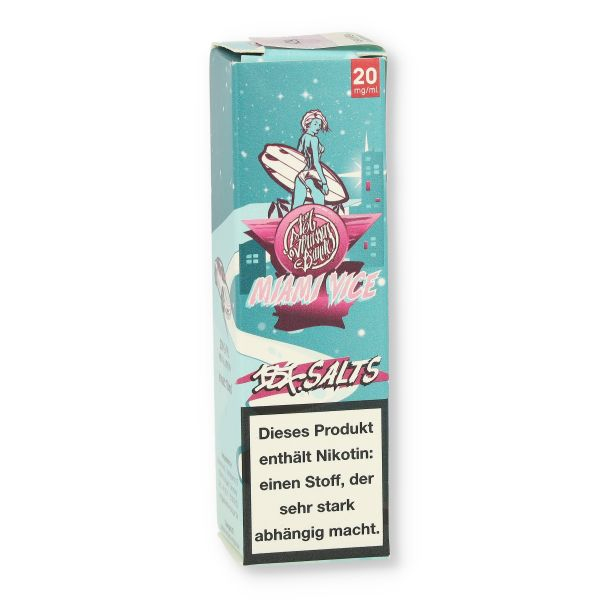 20
mg/ml
MIAMI VICE
SALTS
Dieses Produkt
enthält Nikotin:
einen Stoff, der
sehr stark
abhängig macht.